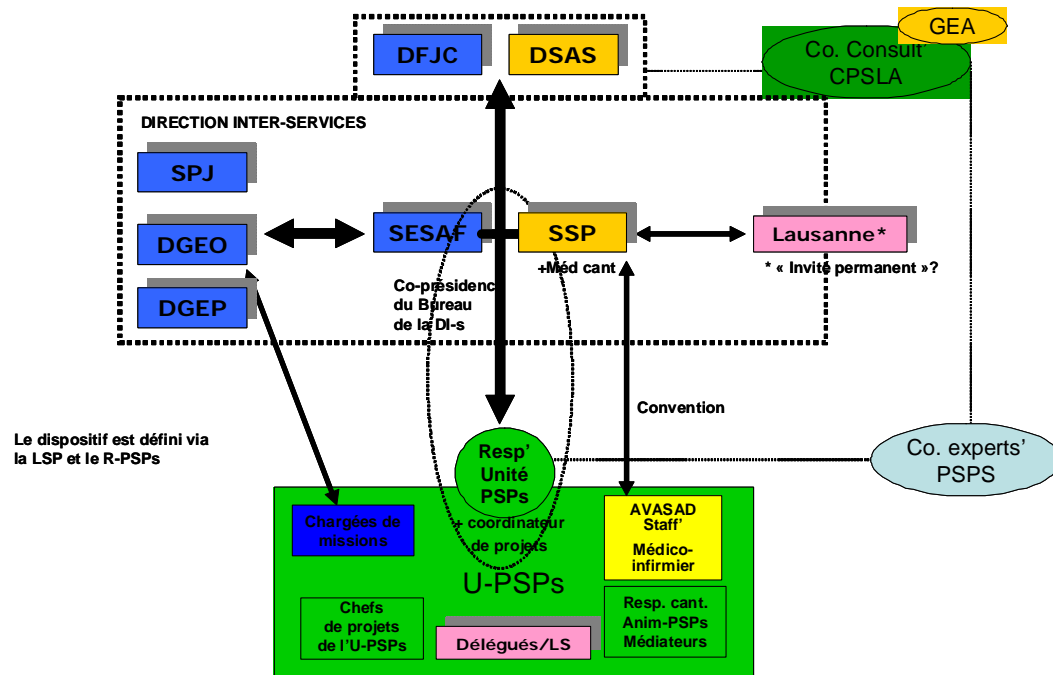 GEA
DFJC
DSAS
Co. Consult'
CPSLA
DIRECTION INTER-SERVICES
SPJ
DGEO
SESAF
SSP
Lausanne*
+Méd cant
* « Invité permanent »?
DGEP
Co-présidenc
du Bureau
de la DI-s
Convention
Le dispositif est défini via
la LSP et le R-PSPs
Resp'
Unité
PSPs
Co. experts'
PSPS
Chargées de
missions
+ coordinateur
de projets
AVASAD
Staff'
Médico-
infirmier
U-PSPs
Chefs
de projets
de l'U-PSPs
Délégués/LS
Resp. cant.
Anim-PSPs
Médiateurs